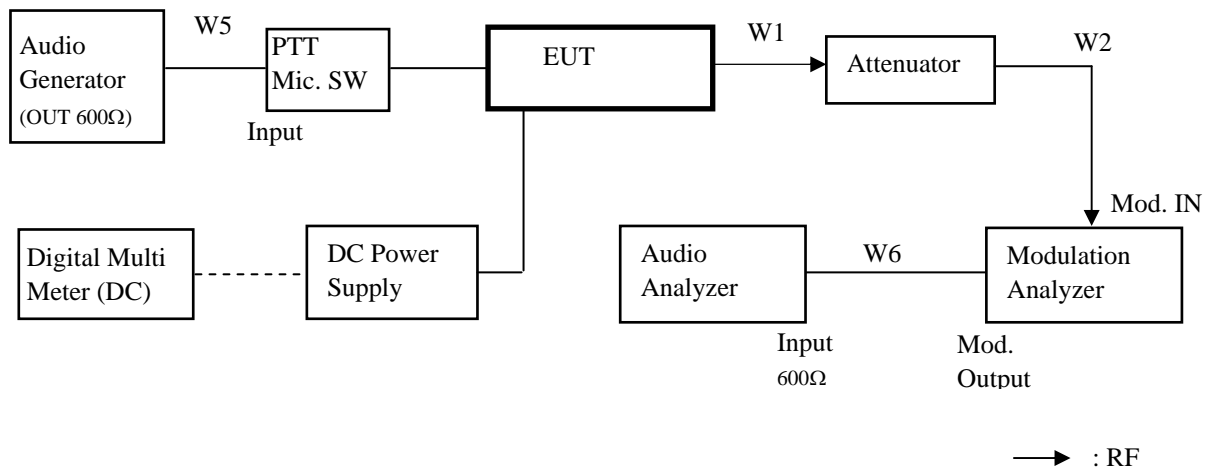 W5
W1
W2
Audio
Generator
(OUT 600Ω)
PTT
Mic. SW
EUT
Attenuator
Input
Mod. IN
Digital Multi
Meter (DC)
DC Power
Supply
Audio
Analyzer
W6
Modulation
Analyzer
Input
600Ω
Mod.
Output
: RF